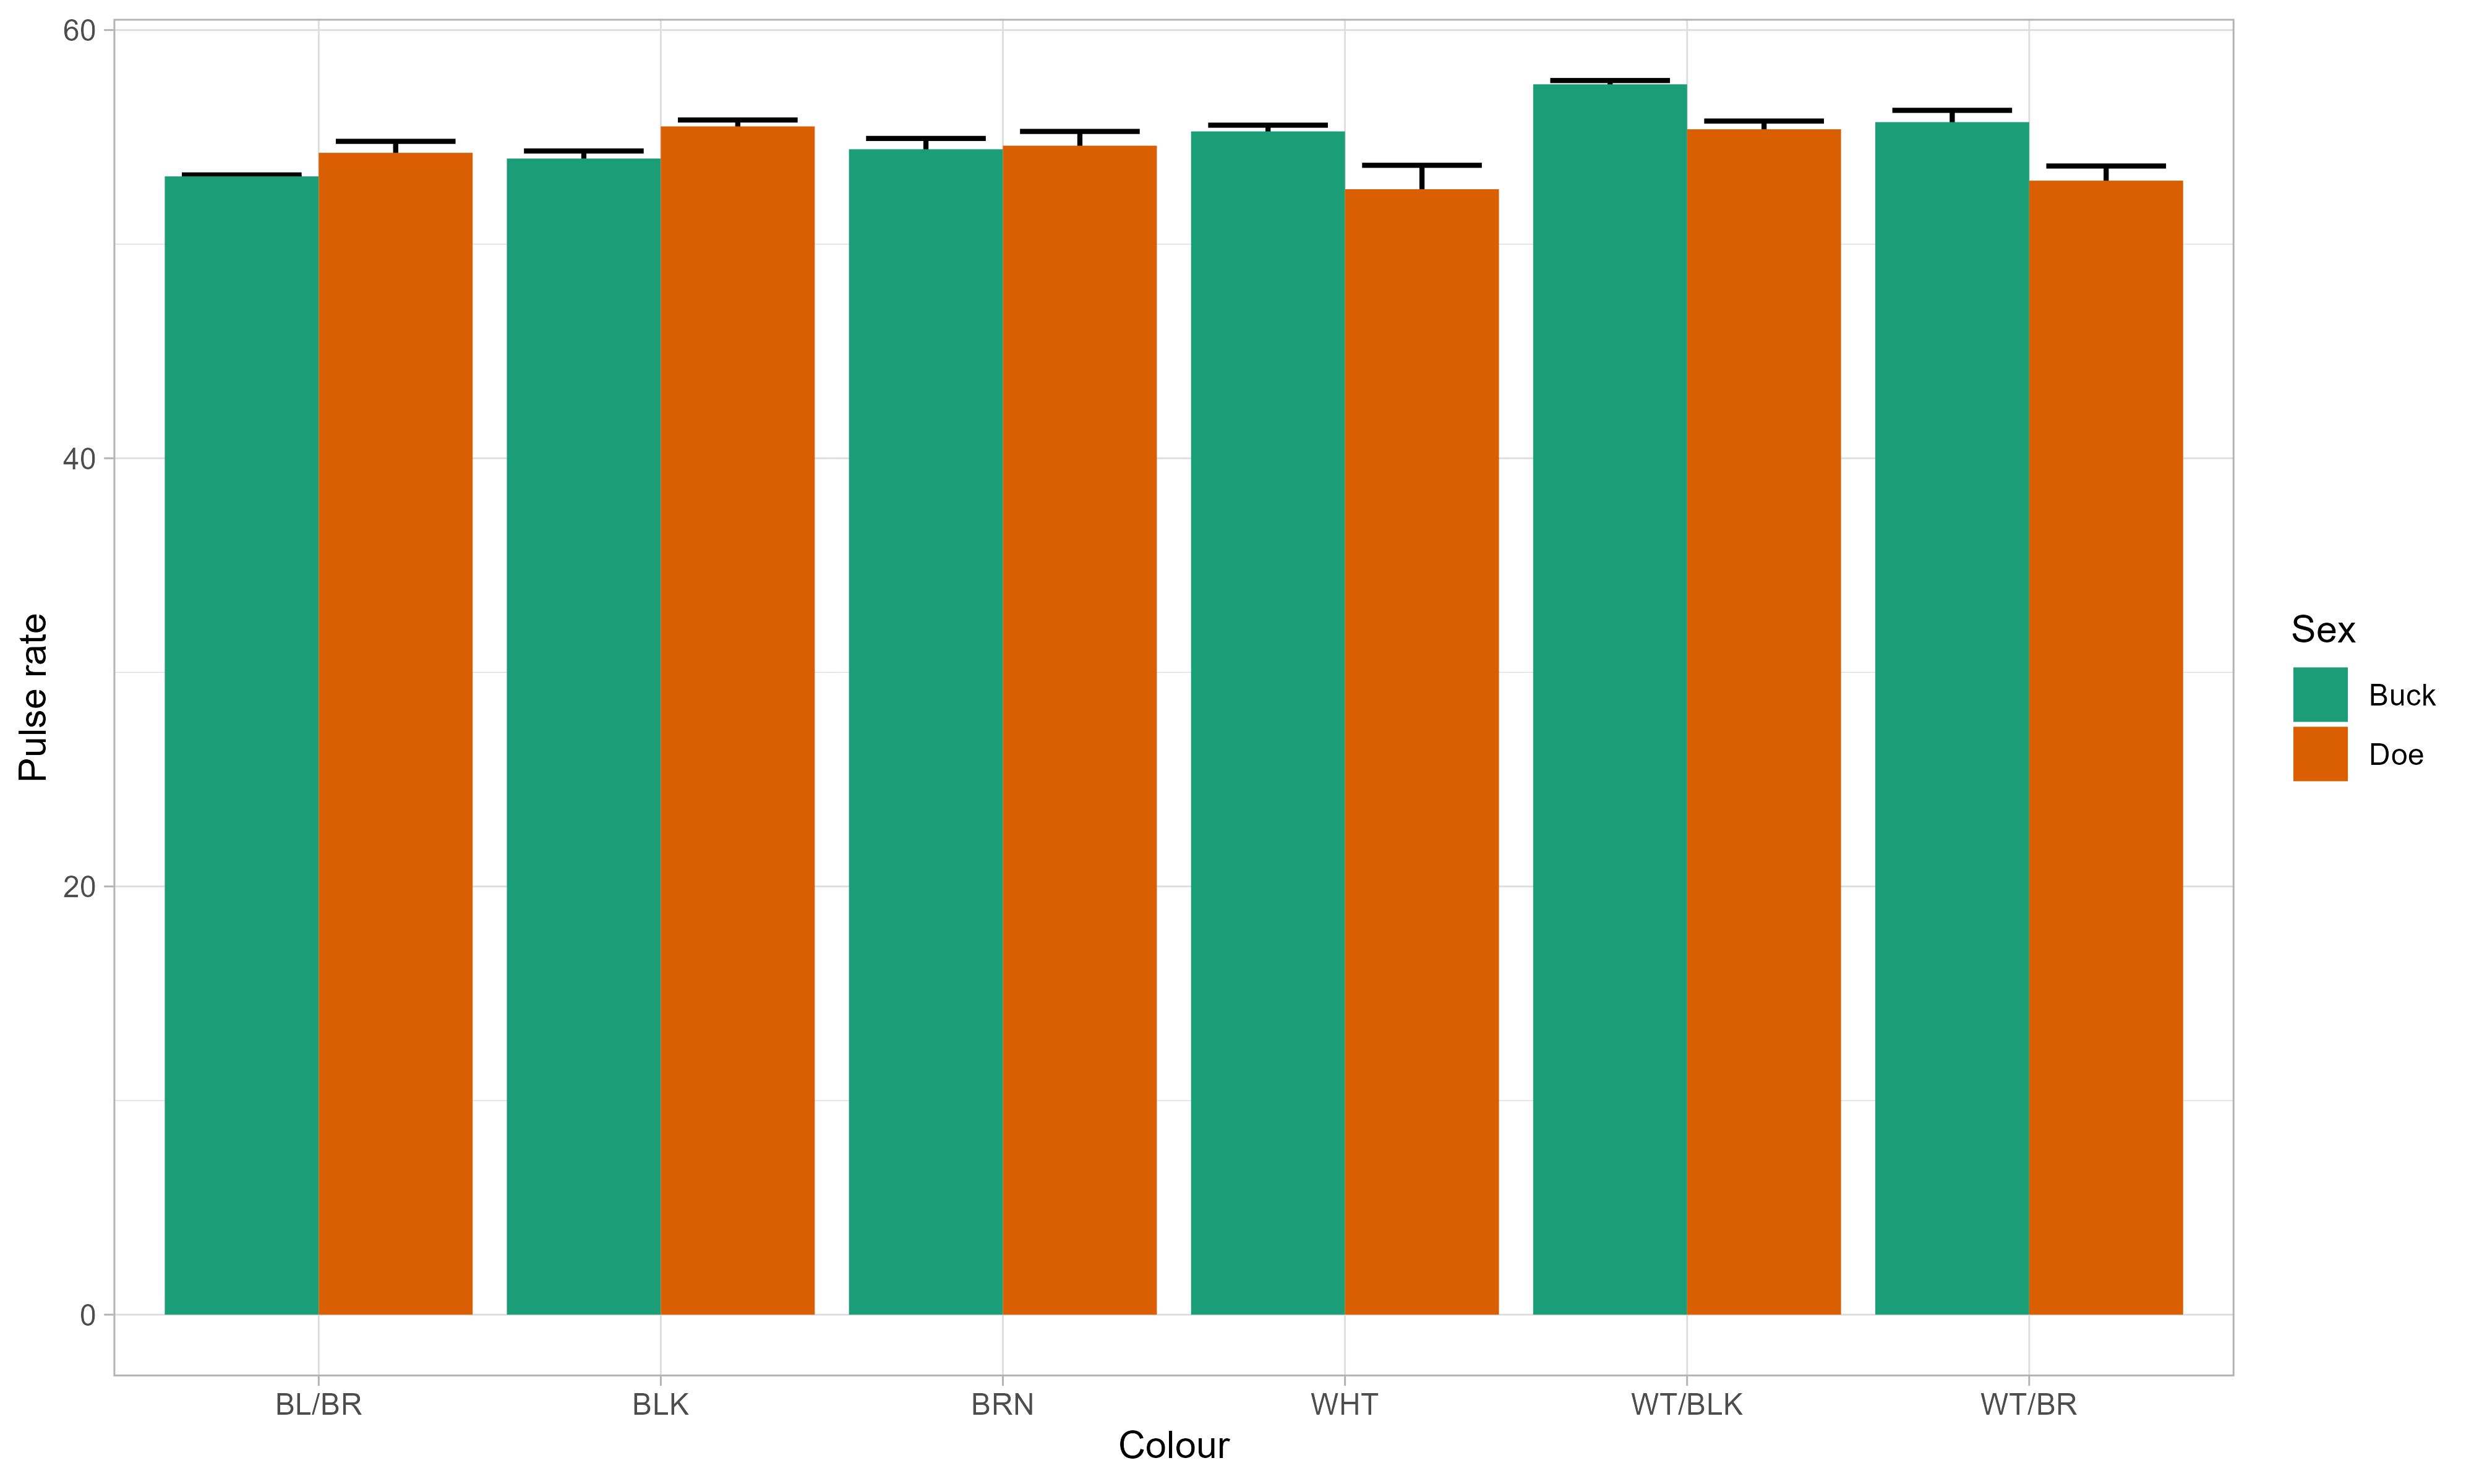 60
40
20
0
Pulse rate
BL/BR
BLK
BRN
WHT
WT/BLK
WT/BR
Colour
Sex
Buck
Doe